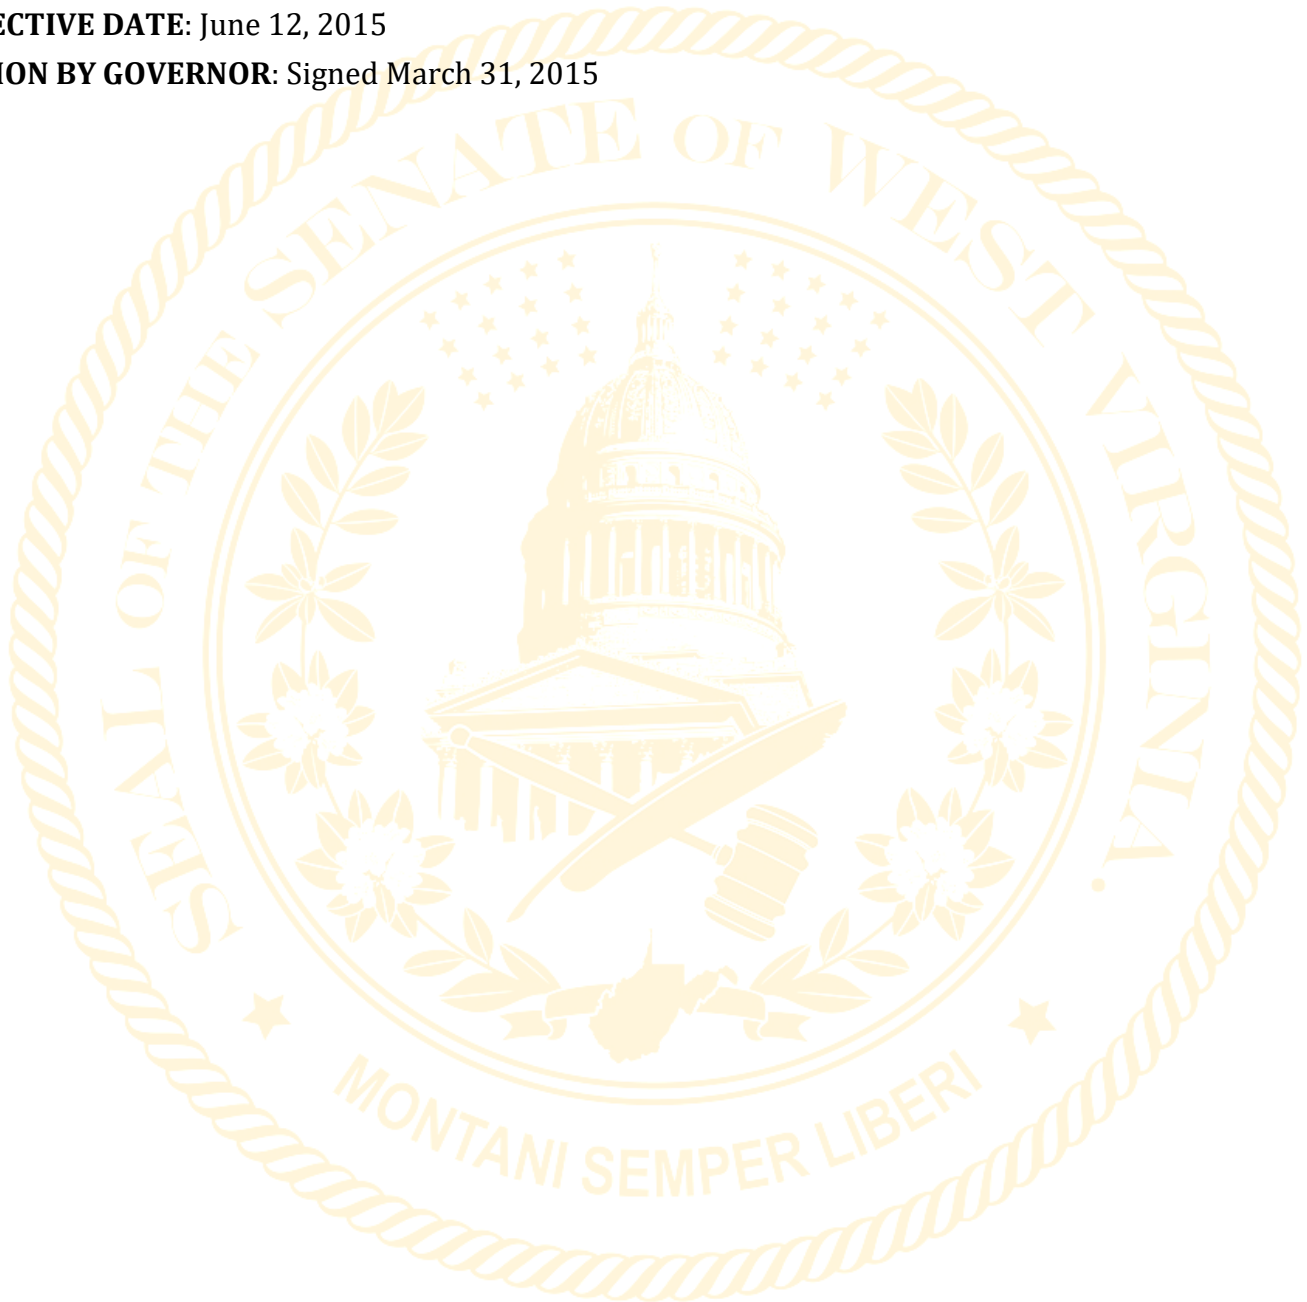 ECTIVE DATE: June 12, 2015
ION BY GOVERNOR: Signed March 31, 2015
SEAL OF THE SENATE OF WEST VIRGINIA.
MONTANI SEMPER LIBERI